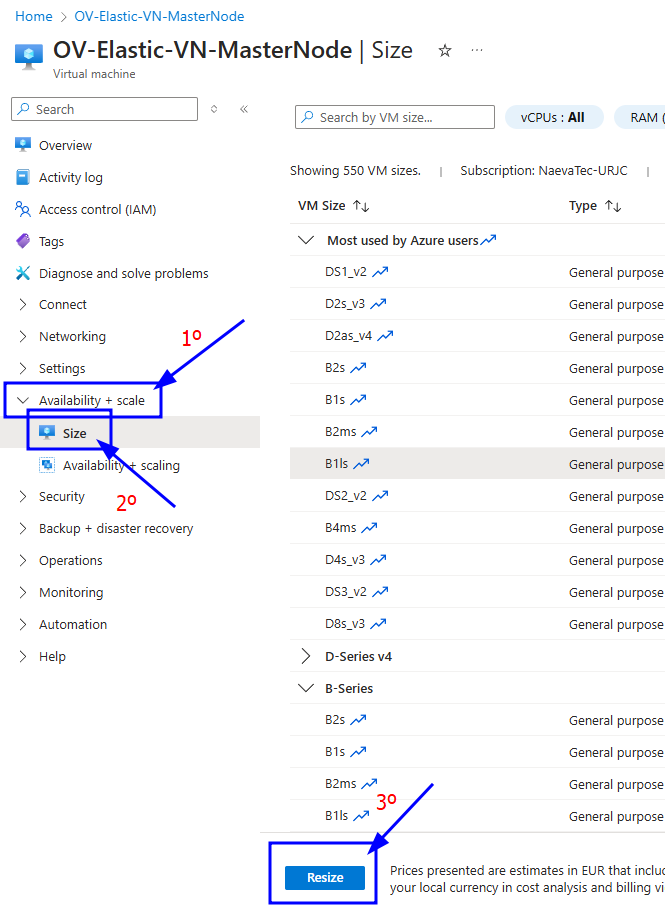 Home > OV-Elastic-VN-MasterNode
OV-Elastic-VN-MasterNode | Size ☆ ...
Virtual machine
Search
Overview
Activity log
Access control (IAM)
Tags
Diagnose and solve problems
Connect
Networking
1º
Settings
Availability + scale
Size
Availability + scaling
2º
Security
Backup + disaster recovery
Operations
Monitoring
Automation
Help
Search by VM size...
vCPUs : All
RAM (
Showing 550 VM sizes. | Subscription: NaevaTec-URJC |
VM Size ↑↓ Type ↑↓
Most used by Azure users
DS1_v2 General purpose
D2s_v3 General purpose
D2as_v4 General purpose
B2s General purpose
B1s General purpose
B2ms General purpose
B1ls General purpose
DS2_v2 General purpose
B4ms General purpose
D4s_v3 General purpose
DS3_v2 General purpose
D8s_v3 General purpose
D-Series v4
B-Series
B2s General purpose
B1s General purpose
B2ms General purpose
3º
B1ls General purpose
Resize
Prices presented are estimates in EUR that inclu
your local currency in cost analysis and billing vi